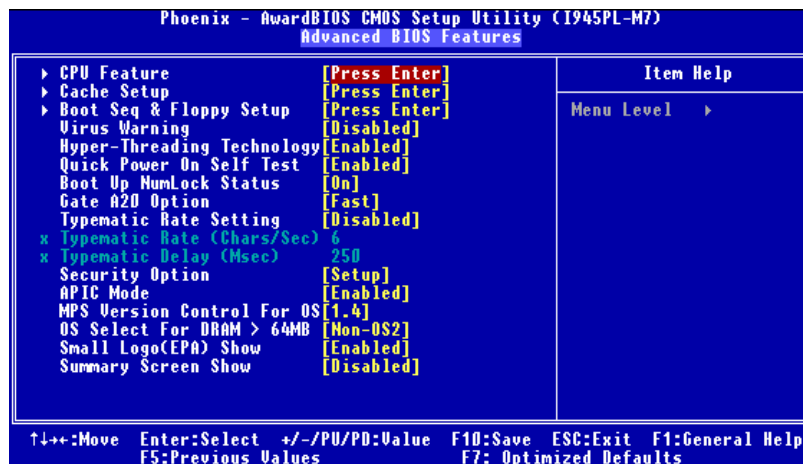 Phoenix - AwardBIOS CMOS Setup Utility (I945PL-M7)
Advanced BIOS Features
CPU Feature [Press Enter]
Cache Setup [Press Enter]
Boot Seq & Floppy Setup [Press Enter]
Virus Warning [Disabled]
Hyper-Threading Technology[Enabled]
Quick Power On Self Test [Enabled]
Boot Up NumLock Status [On]
Gate A20 Option [Fast]
Typematic Rate Setting [Disabled]
x Typematic Rate (Chars/Sec) 6
x Typematic Delay (Msec) 250
Security Option [Setup]
APIC Mode [Enabled]
MPS Version Control For OS[1.4]
OS Select For DRAM > 64MB [Non-OS2]
Small Logo(EPA) Show [Enabled]
Summary Screen Show [Disabled]
Item Help
Menu Level
↑↓→←:Move Enter:Select +/-/PU/PD:Value F10:Save ESC:Exit F1:General Help
F5:Previous Values F7: Optimized Defaults